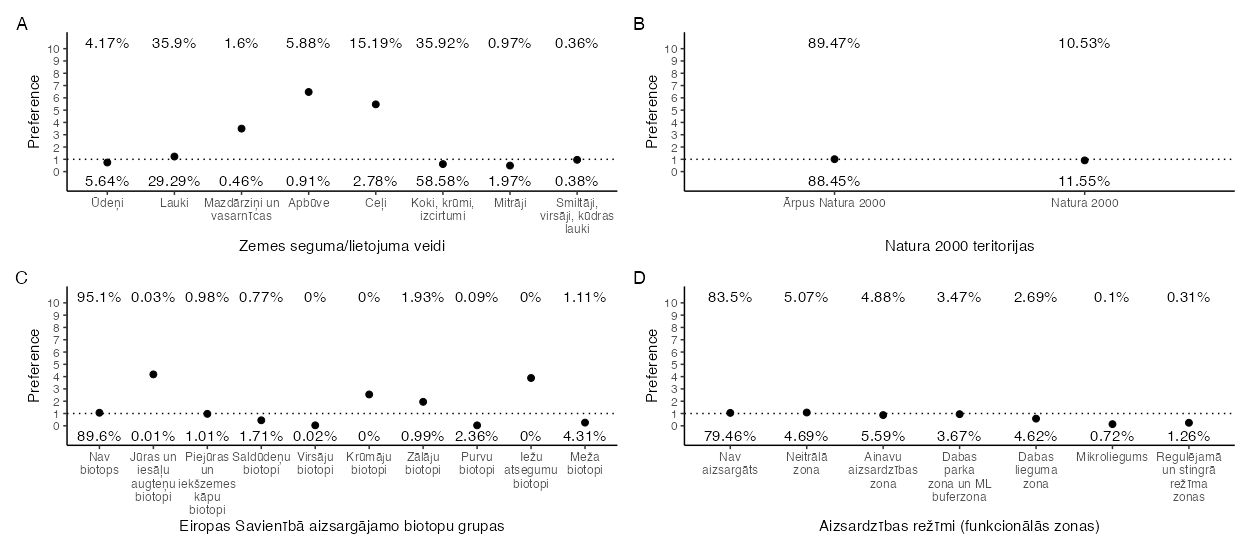 A
4.17% 35.9% 1.6% 5.88% 15.19% 35.92% 0.97% 0.36%
10
9
8
7
6
5
4
3
2
1
0
Preference
5.64% 29.29% 0.46% 0.91% 2.78% 58.58% 1.97% 0.38%
Ūdeņi Lauki Mazdārziņi un Apbūve Ceļi Koki, krūmi, Mitrāji Smiltāji,
vasarnīcas izcirtumi virsāji, kūdras
lauki
Zemes seguma/lietojuma veidi
B
89.47% 10.53%
10
9
8
7
6
5
4
3
2
1
0
Preference
88.45% 11.55%
Ārpus Natura 2000 Natura 2000
Natura 2000 teritorijas
C
95.1% 0.03% 0.98% 0.77% 0% 0% 1.93% 0.09% 0% 1.11%
10
9
8
7
6
5
4
3
2
1
0
Preference
89.6% 0.01% 1.01% 1.71% 0.02% 0% 0.99% 2.36% 0% 4.31%
Nav Jūras un Piejūras Saldūdeņu Virsāju Krūmāju Zālāju Purvu Iežu Meža
biotops iesāļu un biotopi biotopi biotopi biotopi biotopi atsegumu biotopi
augteņu iekšzemes biotopi
biotopi kāpu
biotopi
Eiropas Savienībā aizsargājamo biotopu grupas
D
83.5% 5.07% 4.88% 3.47% 2.69% 0.1% 0.31%
10
9
8
7
6
5
4
3
2
1
0
Preference
79.46% 4.69% 5.59% 3.67% 4.62% 0.72% 1.26%
Nav Neitrālā Ainavu Dabas Dabas Mikroliegums Regulējamā
aizsargāts zona aizsardzības parka lieguma un stingrā
zona zona un ML zona režīma
buferzona zonas
Aizsardzības režīmi (funkcionālās zonas)